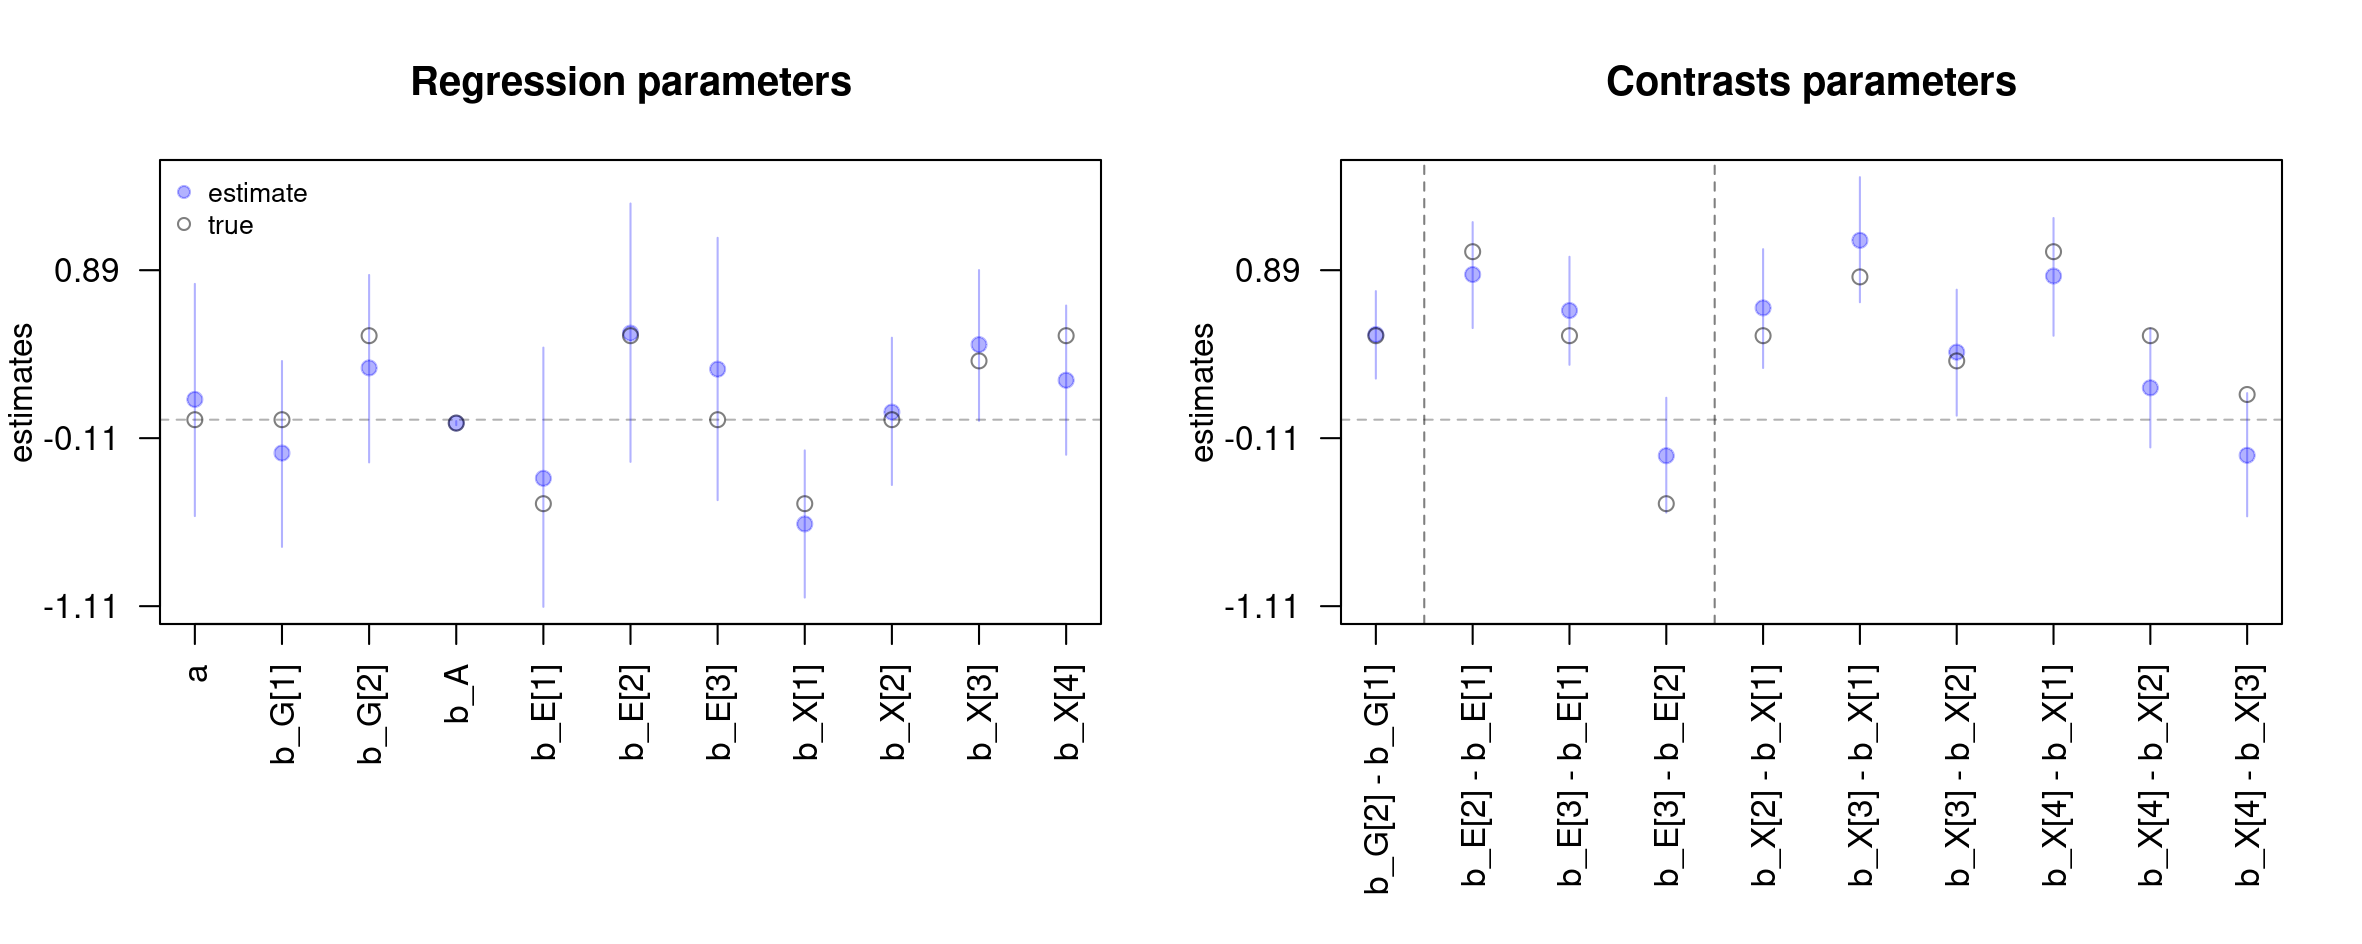 Regression parameters
estimate
true
estimates
0.89
-0.11
-1.11
a
b_G[1]
b_G[2]
b_A
b_E[1]
b_E[2]
b_E[3]
b_X[1]
b_X[2]
b_X[3]
b_X[4]
Contrasts parameters
estimates
0.89
-0.11
-1.11
b_G[2] - b_G[1]
b_E[2] - b_E[1]
b_E[3] - b_E[1]
b_E[3] - b_E[2]
b_X[2] - b_X[1]
b_X[3] - b_X[1]
b_X[3] - b_X[2]
b_X[4] - b_X[1]
b_X[4] - b_X[2]
b_X[4] - b_X[3]